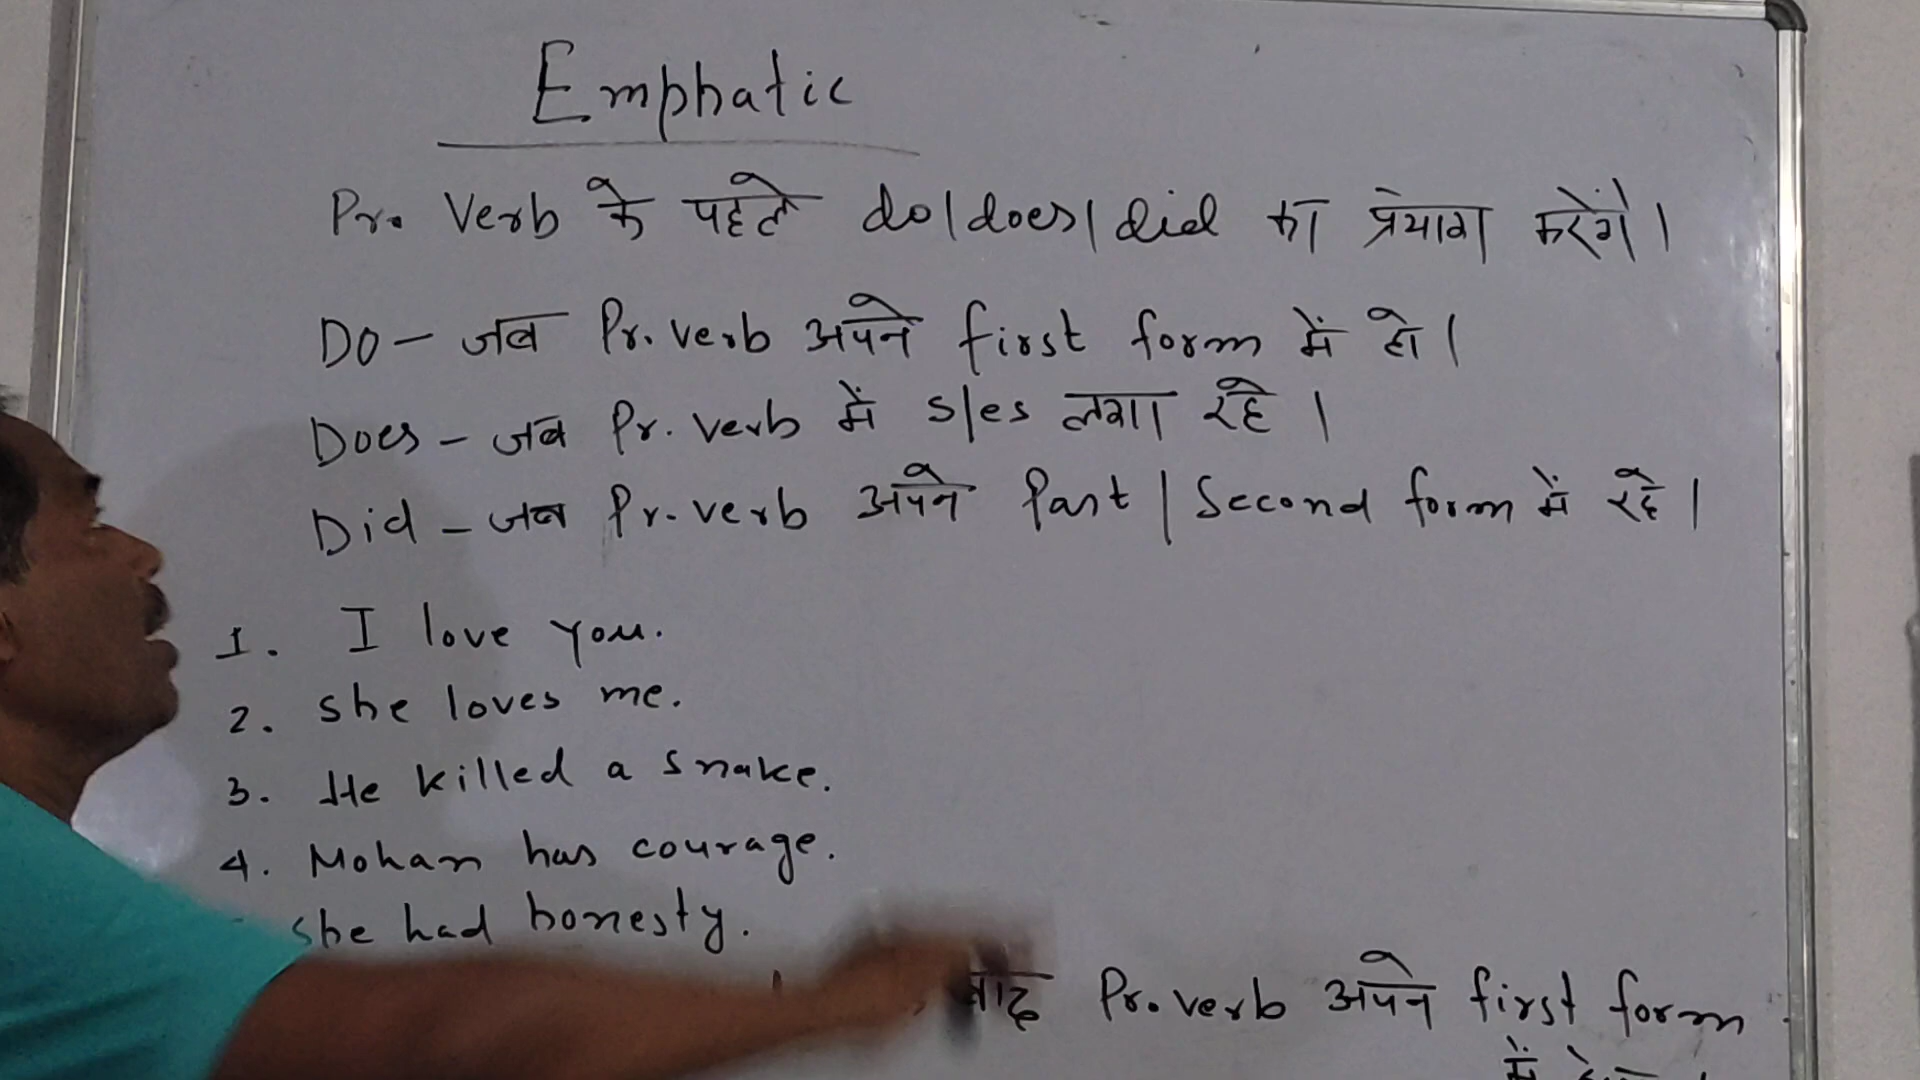 Emphatic
Pr. Verb के पहले do/does/did का प्रयोग करेंगे।
DO - जब Pr. verb अपने first form में हो।
Does - जब Pr. verb में s/es लगा रहे।
Did - जब Pr. verb अपने Past / Second form में रहे।
1. I love you.
2. She loves me.
3. He killed a snake.
4. Mohan has courage.
She had honesty.
बाद Pr. verb अपने first form
में